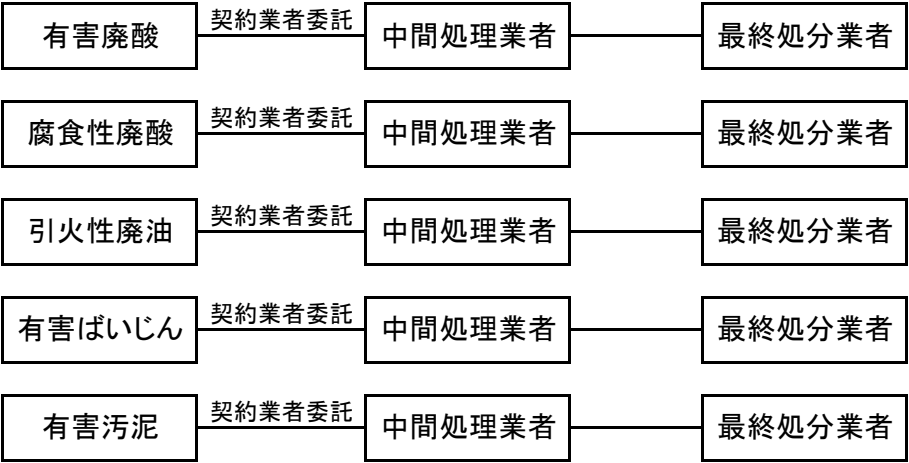 有害廃酸 契約業者委託 中間処理業者 最終処分業者
腐食性廃酸 契約業者委託 中間処理業者 最終処分業者
引火性廃油 契約業者委託 中間処理業者 最終処分業者
有害ばいじん 契約業者委託 中間処理業者 最終処分業者
有害汚泥 契約業者委託 中間処理業者 最終処分業者